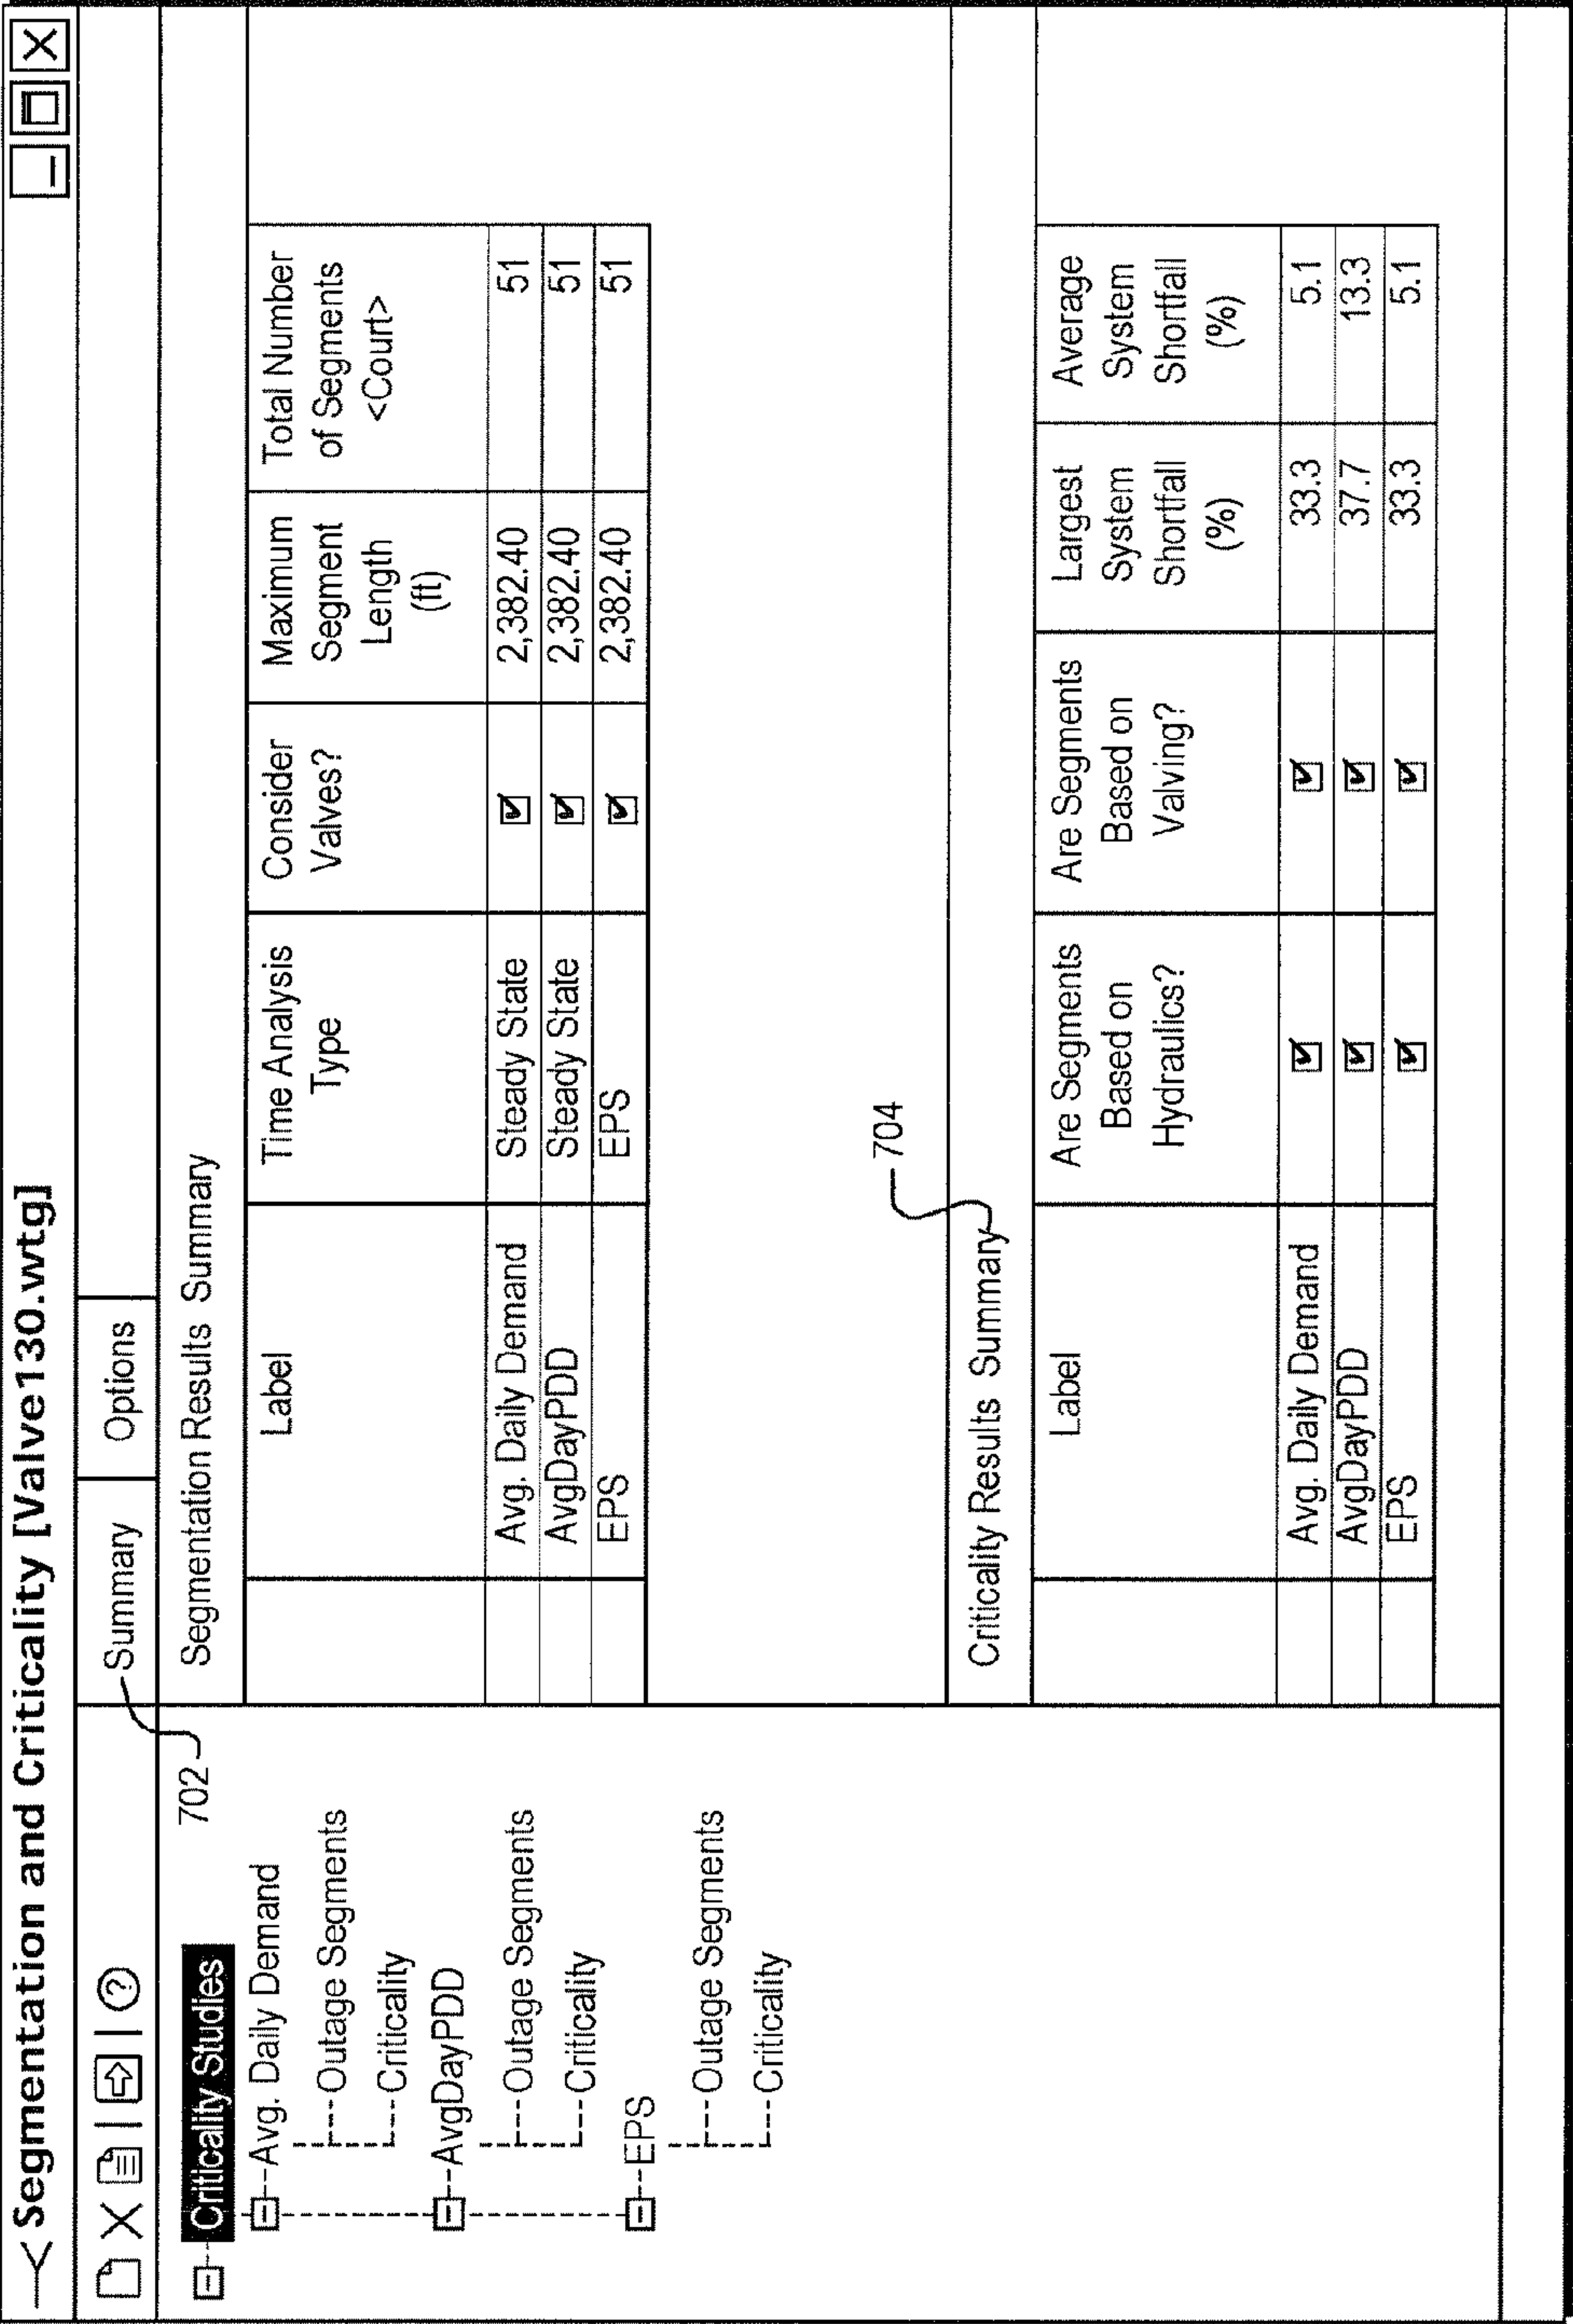 < Segmentation and Criticality [Valve130.wtg]
Summary Options
702
Criticality Studies
Avg. Daily Demand
Outage Segments
Criticality
AvgDayPDD
Outage Segments
Criticality
EPS
Outage Segments
Criticality
Segmentation Results Summary
Label Time Analysis Type Consider Valves? Maximum Segment Length (ft) Total Number of Segments <Court>
Avg. Daily Demand Steady State 2,382.40 51
AvgDayPDD Steady State 2,382.40 51
EPS EPS 2,382.40 51
704
Criticality Results Summary
Label Are Segments Based on Hydraulics? Are Segments Based on Valving? Largest System Shortfall (%) Average System Shortfall (%)
Avg. Daily Demand 33.3 5.1
AvgDayPDD 37.7 13.3
EPS 33.3 5.1